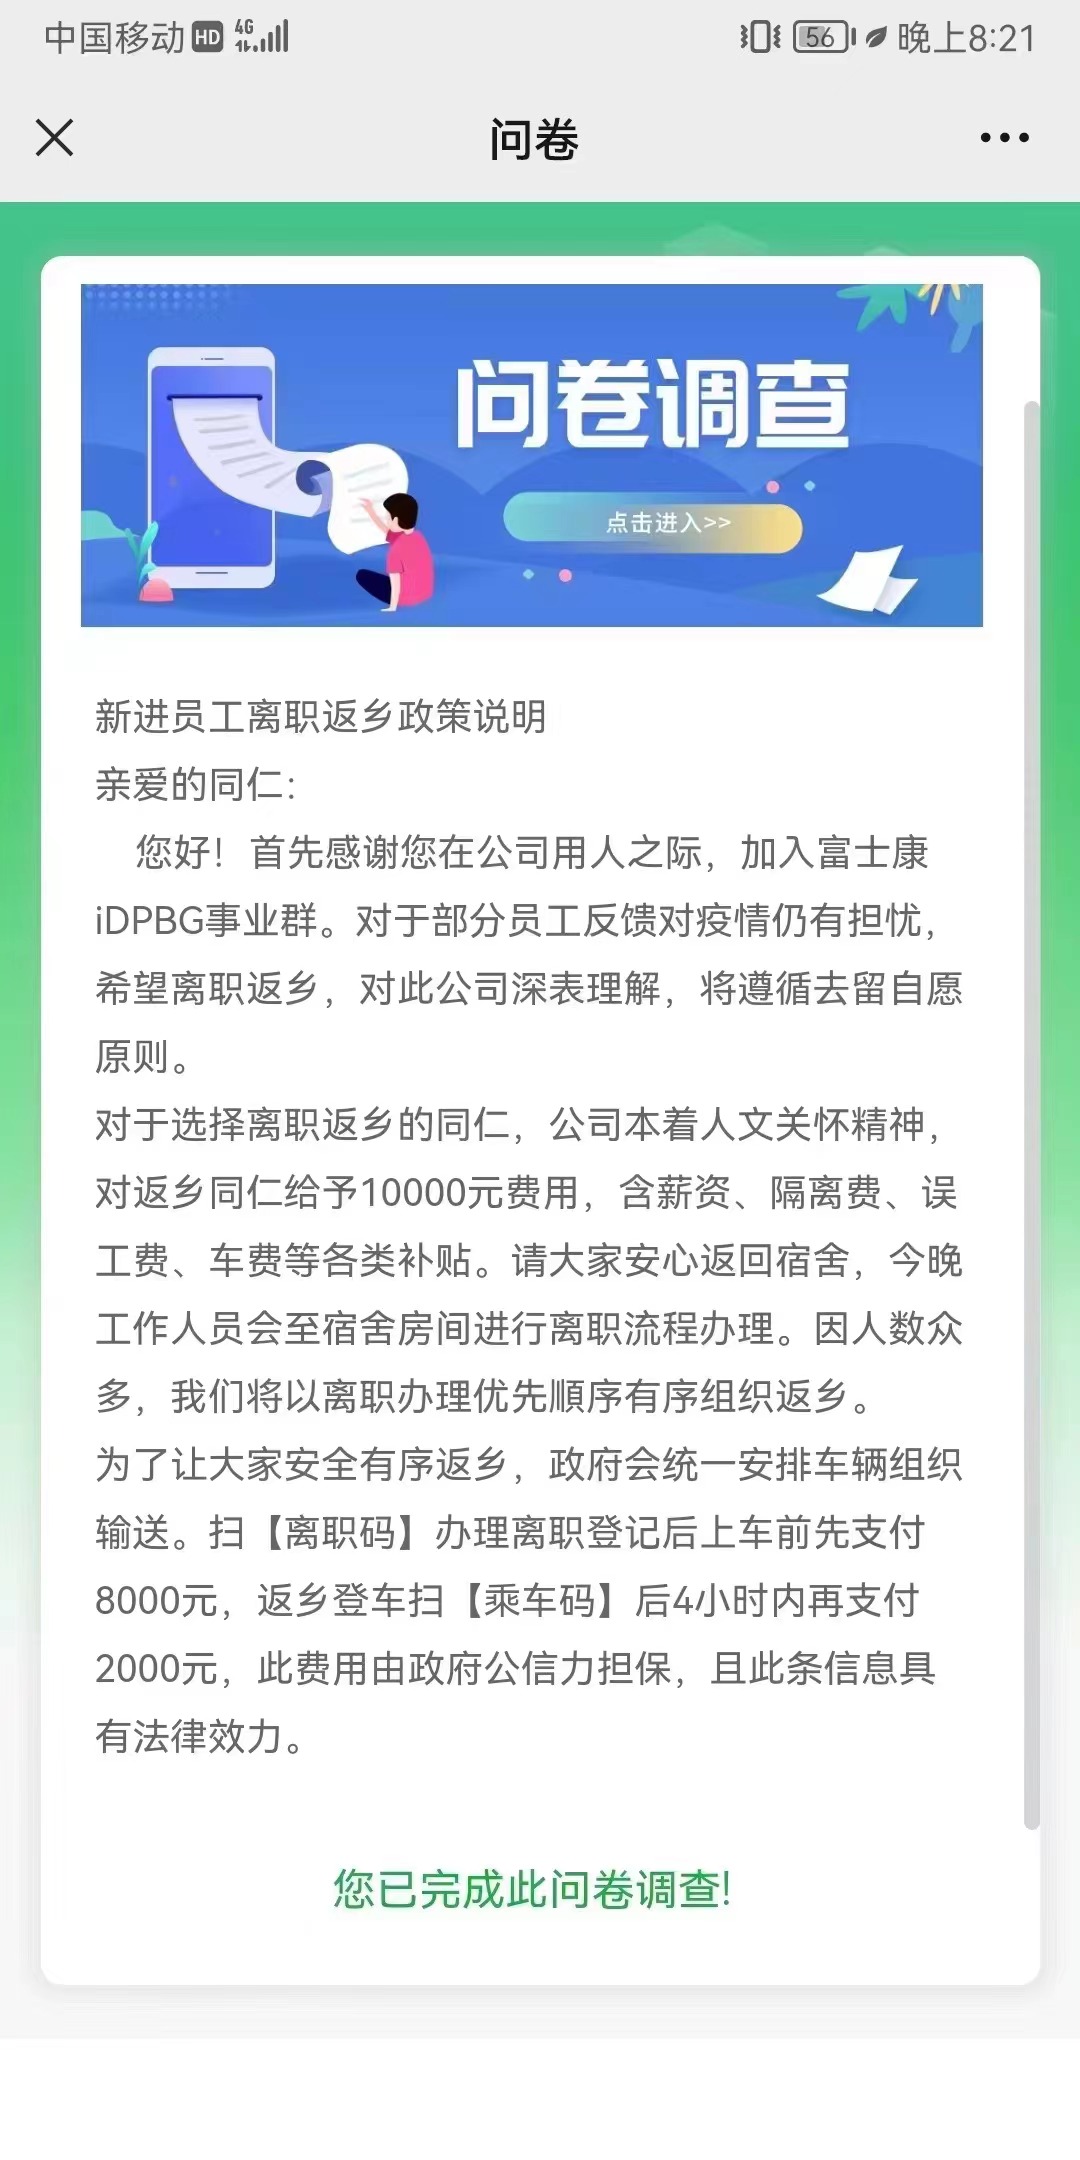 中国移动 HD 4G 56 晚上8:21
问卷
问卷调查
点击进入>>
新进员工离职返乡政策说明
亲爱的同仁：
您好！首先感谢您在公司用人之际，加入富士康
iDPBG事业群。对于部分员工反馈对疫情仍有担忧，
希望离职返乡，对此公司深表理解，将遵循去留自愿
原则。
对于选择离职返乡的同仁，公司本着人文关怀精神，
对返乡同仁给予10000元费用，含薪资、隔离费、误
工费、车费等各类补贴。请大家安心返回宿舍，今晚
工作人员会至宿舍房间进行离职流程办理。因人数众
多，我们将以离职办理优先順序有序组织返乡。
为了让大家安全有序返乡，政府会统一安排车辆组织
输送。扫【离职码】办理离职登记后上车前先支付
8000元，返乡登车扫【乘车码】后4小时内再支付
2000元，此费用由政府公信力担保，且此条信息具
有法律效力。
您已完成此问卷调查!